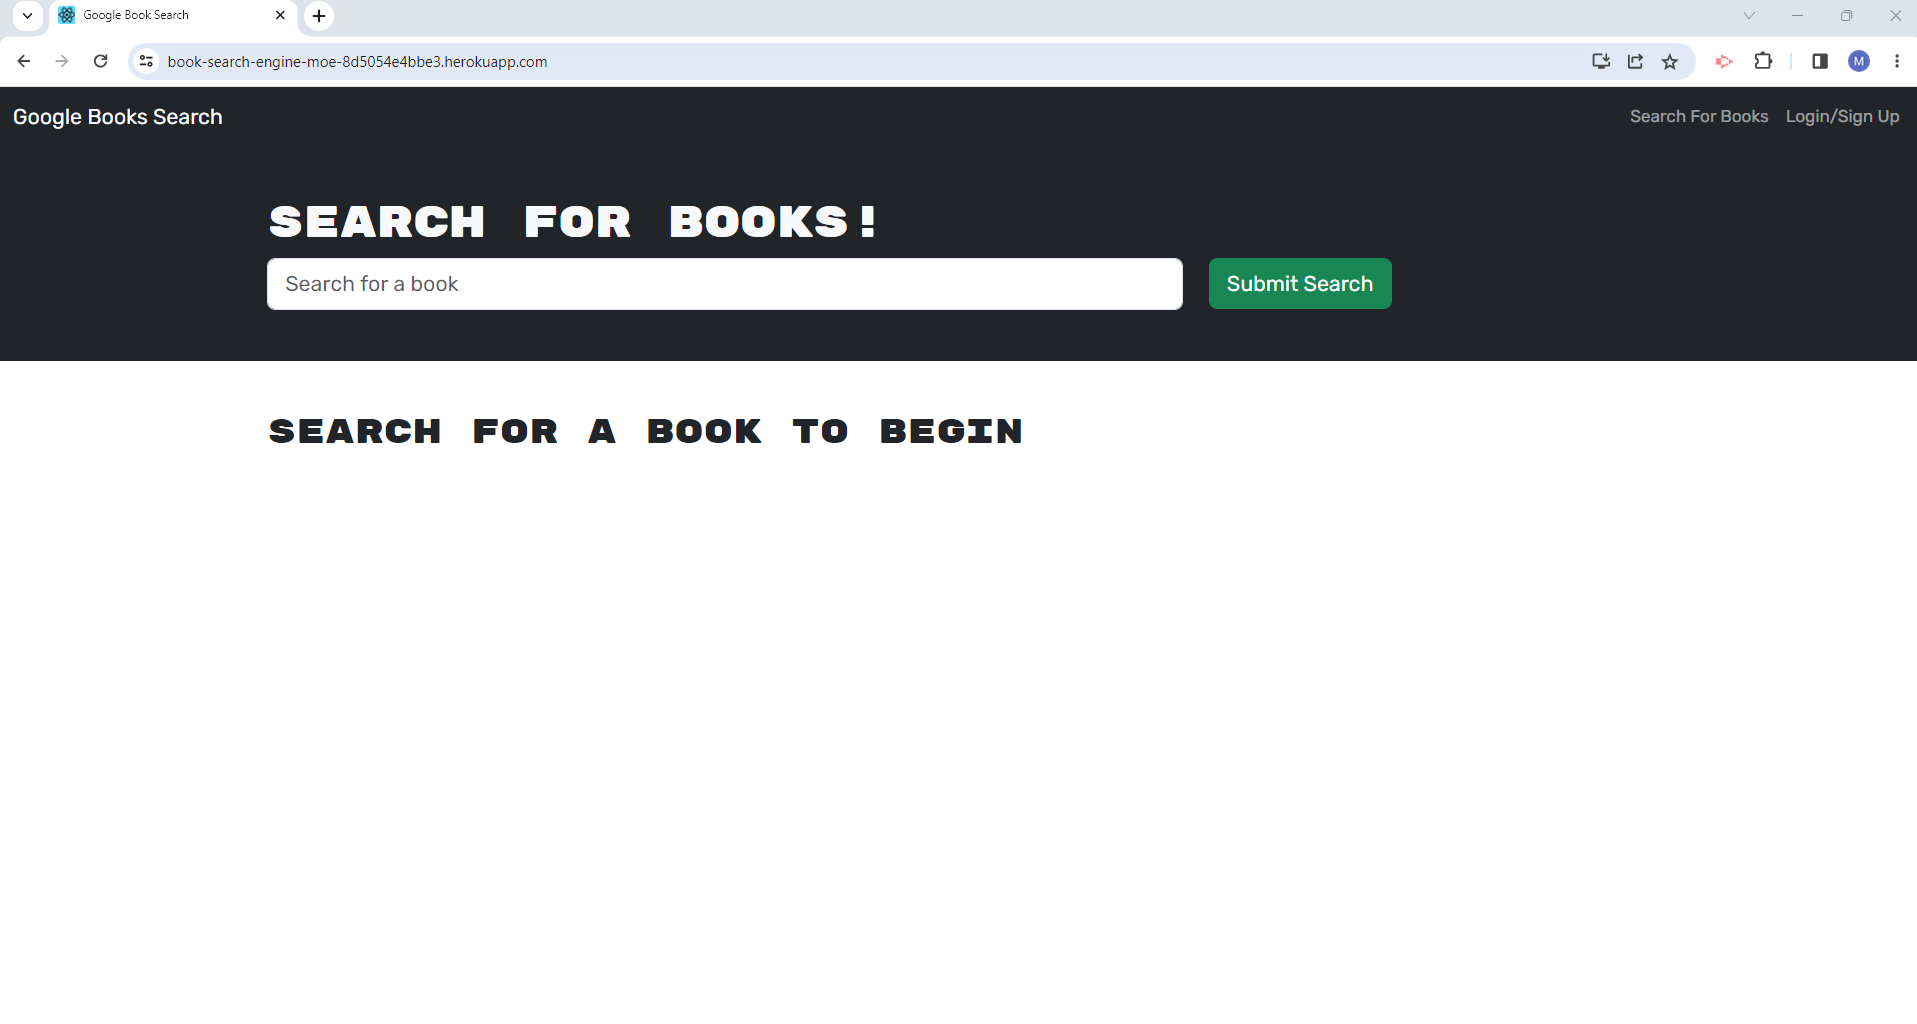 Google Book Search
book-search-engine-moe-8d5054e4bbe3.herokuapp.com
M
Google Books Search
Search For Books
Login/Sign Up
SEARCH FOR BOOKS!
Search for a book
Submit Search
SEARCH FOR A BOOK TO BEGIN